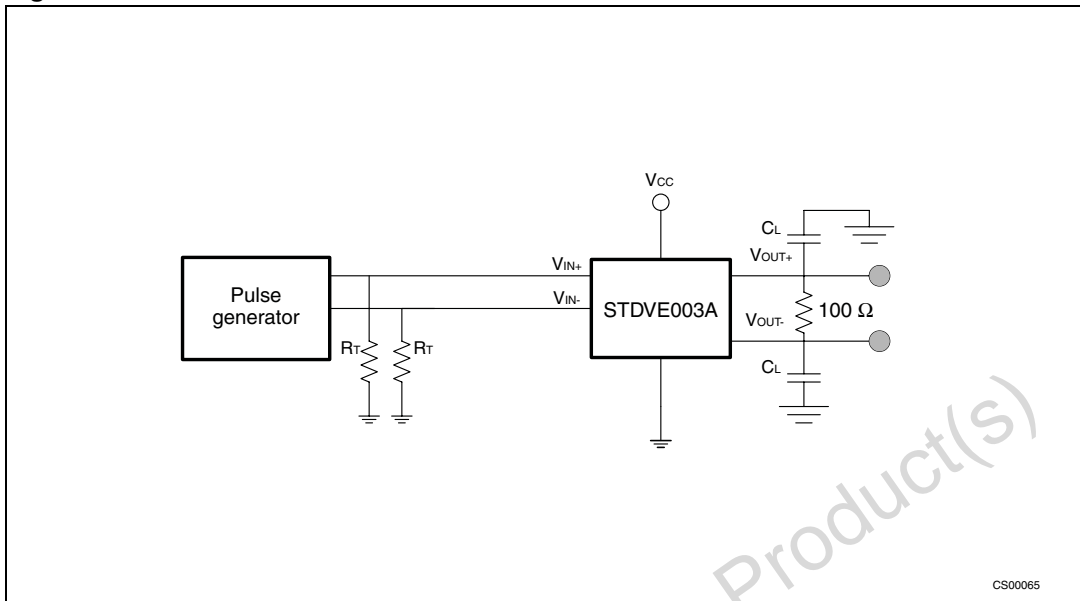 Vcc
CL
VOUT+
VIN+
Pulse
generator
VIN-
STDVE003A
100 Ω
VOUT-
RT
RT
CL
Product(s)
CS00065